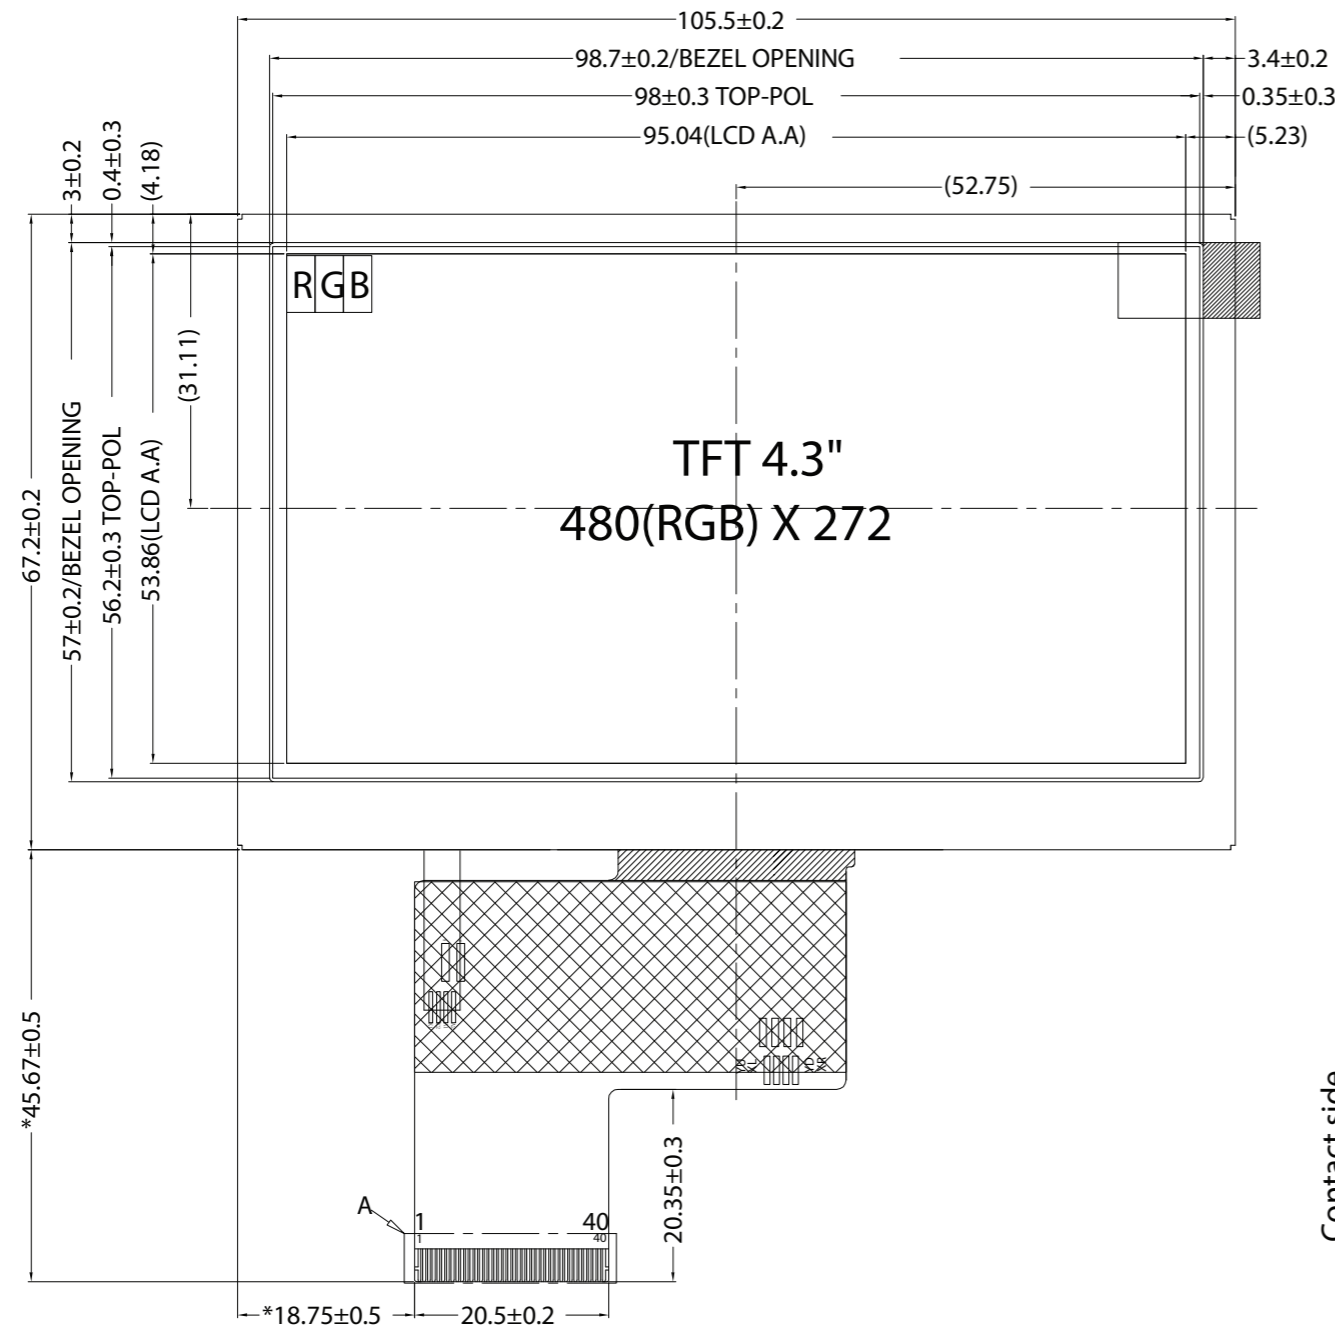 105.5±0.2
98.7±0.2/BEZEL OPENING
3.4±0.2
98±0.3 TOP-POL
0.35±0.3
95.04(LCD A.A)
(5.23)
(52.75)
3±0.2
0.4±0.3
(4.18)
RGB
(31.11)
TFT 4.3"
480(RGB) X 272
67.2±0.2
57±0.2/BEZEL OPENING
56.2±0.3 TOP-POL
53.86(LCD A.A)
*45.67±0.5
XL
YD
XR
20.35±0.3
Contact side
A
1
40
1
40
*18.75±0.5
20.5±0.2